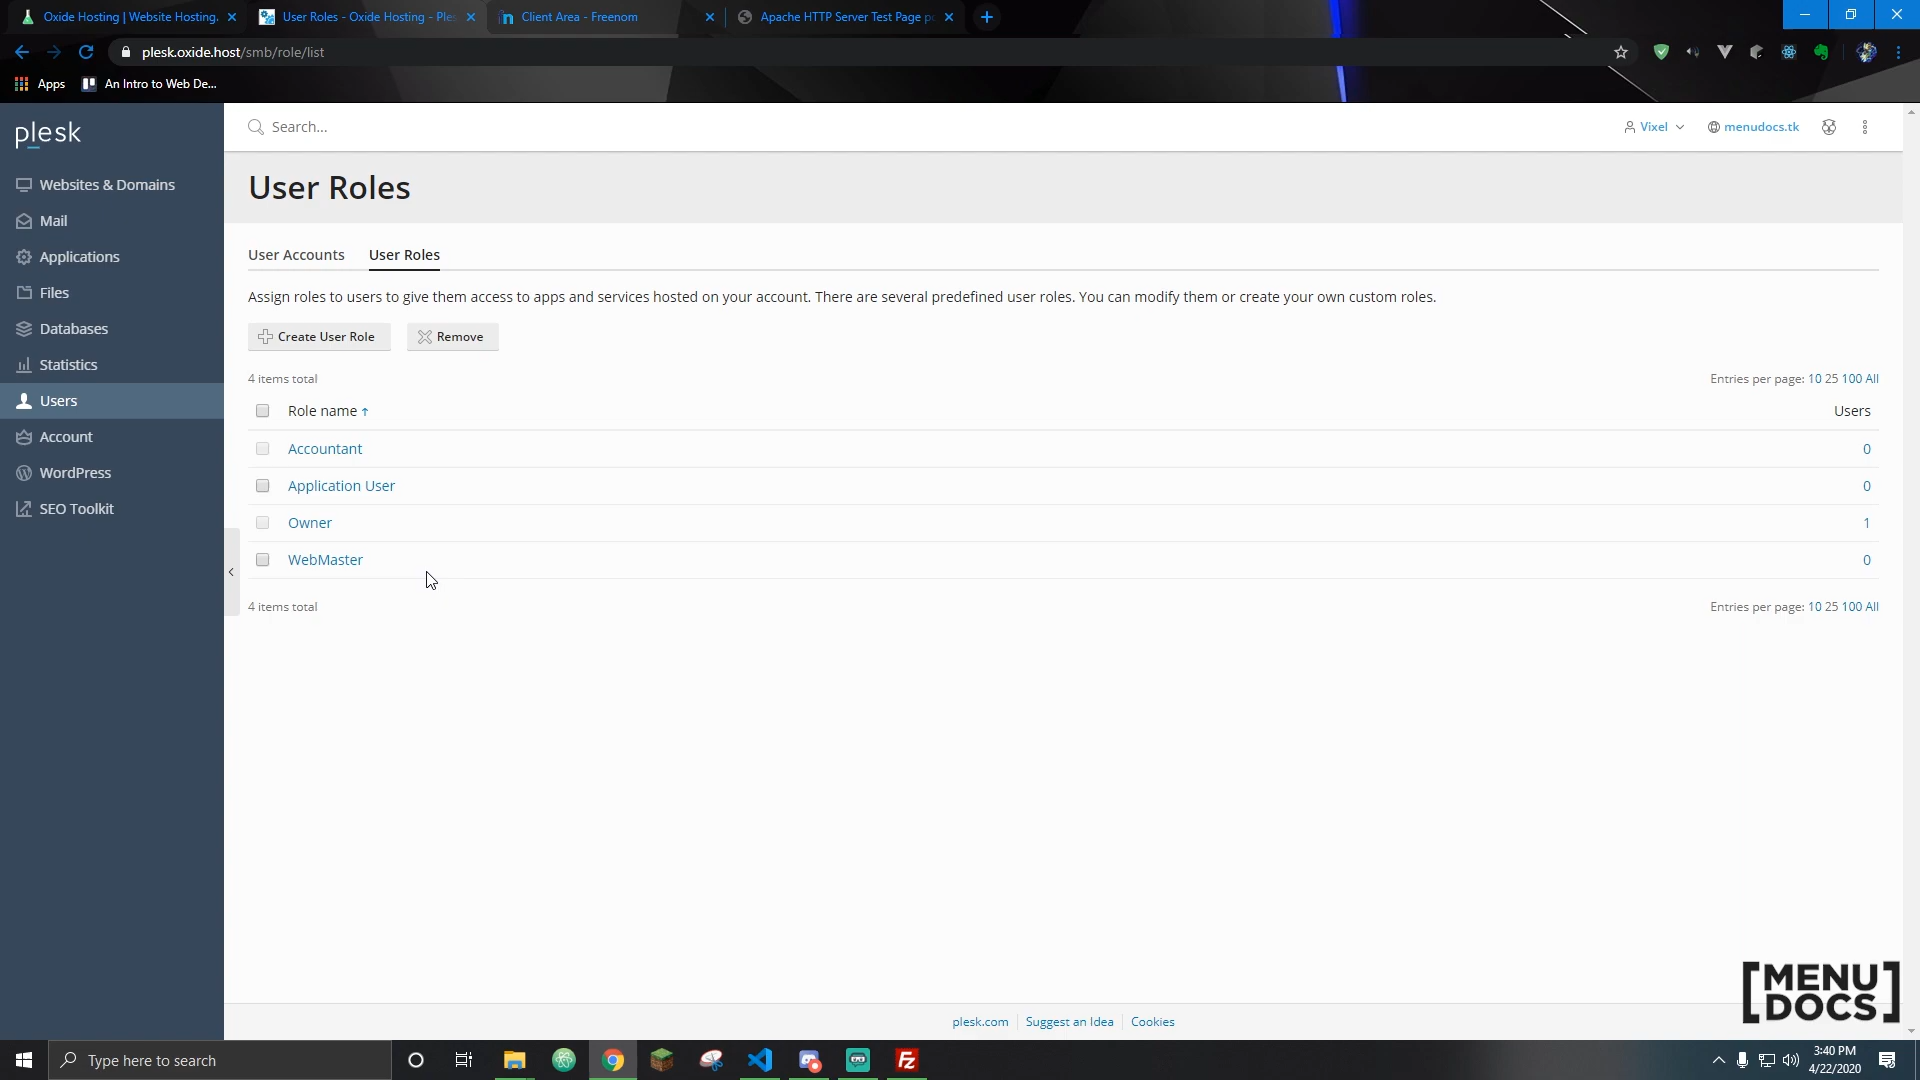 Oxide Hosting | Website Hosting,
User Roles - Oxide Hosting - Ples
Client Area - Freenom
Apache HTTP Server Test Page po
plesk.oxide.host/smb/role/list
Apps
An Intro to Web De...
plesk
Search...
Vixel
menudocs.tk
Websites & Domains
Mail
Applications
Files
Databases
Statistics
Users
Account
WordPress
SEO Toolkit
User Roles
User Accounts
User Roles
Assign roles to users to give them access to apps and services hosted on your account. There are several predefined user roles. You can modify them or create your own custom roles.
Create User Role
Remove
4 items total
Entries per page: 10 25 100 All
Role name ↑
Users
Accountant
0
Application User
0
Owner
1
WebMaster
0
4 items total
Entries per page: 10 25 100 All
[MENU
DOCS]
plesk.com
Suggest an Idea
Cookies
Type here to search
3:40 PM
4/22/2020